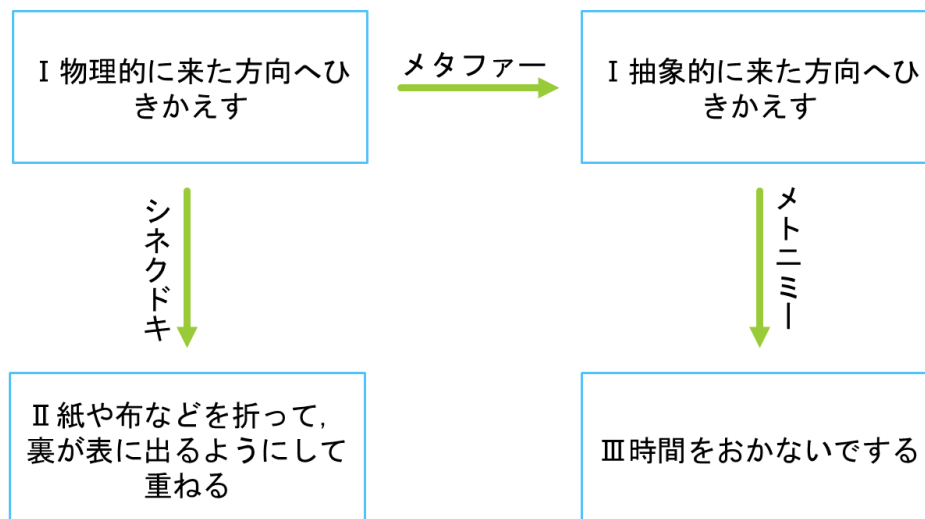 Ⅰ物理的に来た方向へひ
きかえす
メタファー
Ⅰ抽象的に来た方向へひ
きかえす
シネクドキ
メトニミー
Ⅱ紙や布などを折って，
裏が表に出るようにして
重ねる
Ⅲ時間をおかないでする